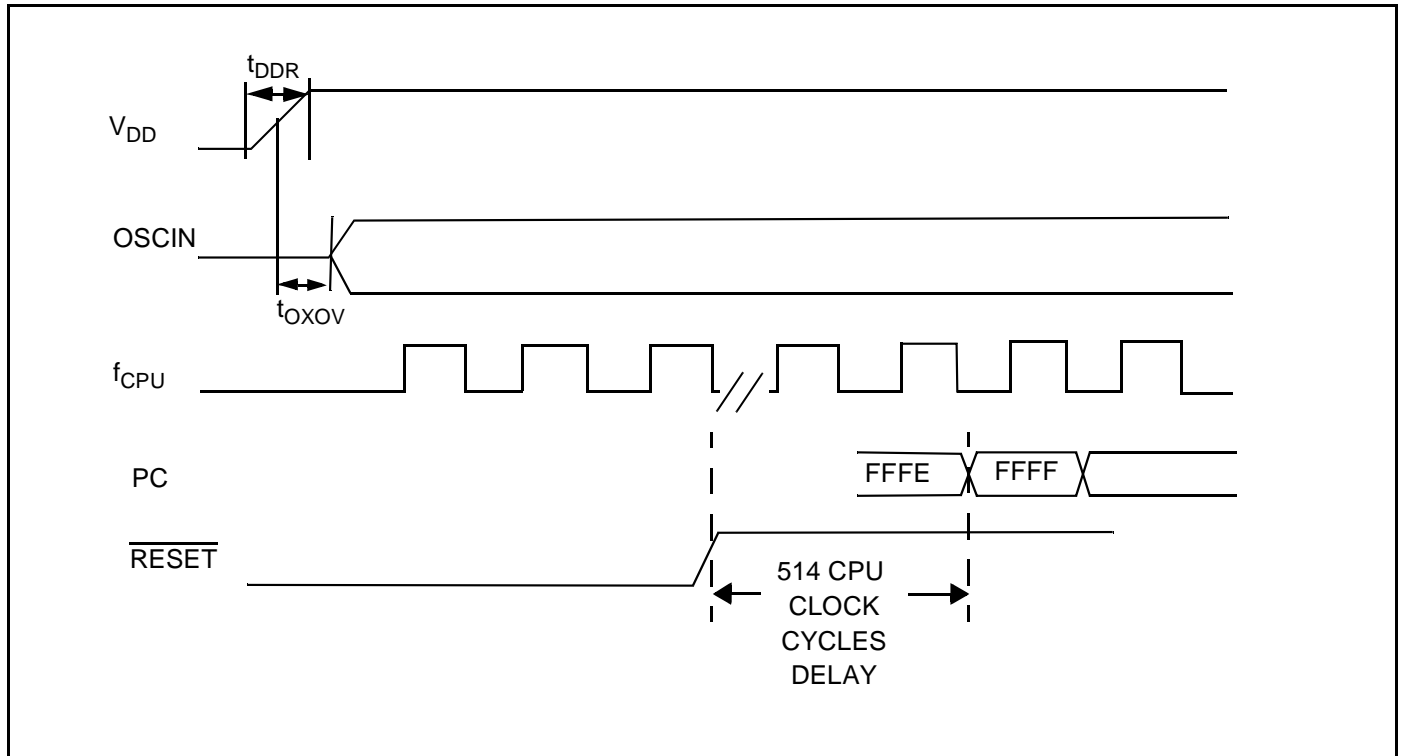 tDDR
VDD
OSCIN
tOXOV
fCPU
PC
FFFE
FFFF
RESET
514 CPU
CLOCK
CYCLES
DELAY